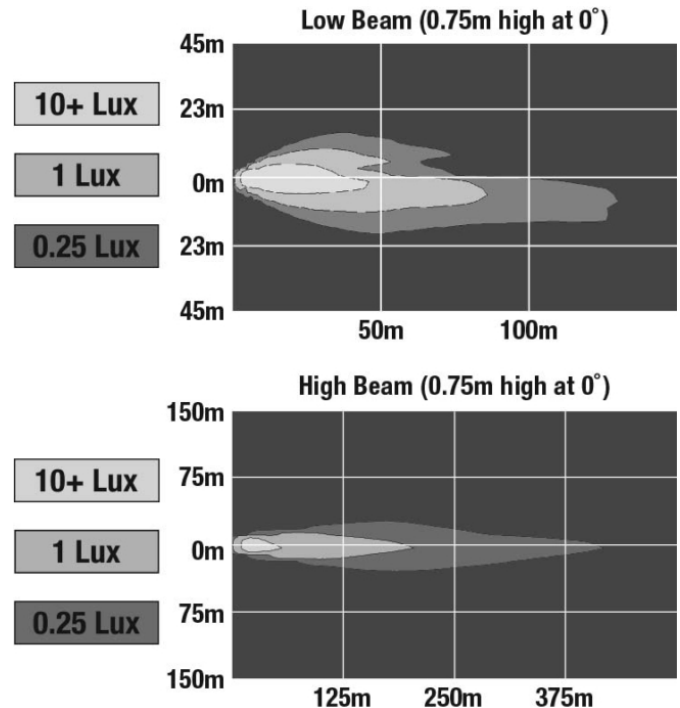 Low Beam (0.75m high at 0˚)
10+ Lux
1 Lux
0.25 Lux
45m
23m
0m
23m
45m
50m
100m
High Beam (0.75m high at 0˚)
10+ Lux
1 Lux
0.25 Lux
150m
75m
0m
75m
150m
125m
250m
375m